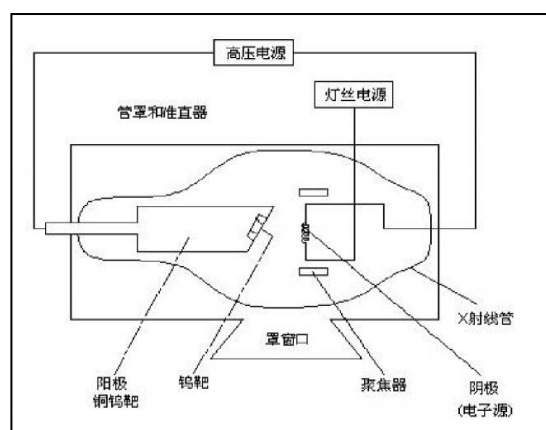 高压电源
灯丝电源
管罩和准直器
X射线管
罩窗口
阳极
铜钨靶
钨靶
聚焦器
阴极
(电子源)